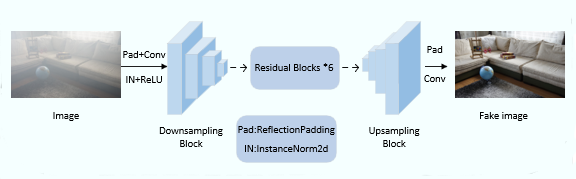 Pad+Conv
IN+ReLU
Image
Downsampling
Block
Residual Blocks *6
Pad:ReflectionPadding
IN:InstanceNorm2d
Upsampling
Block
Pad
Conv
Fake image